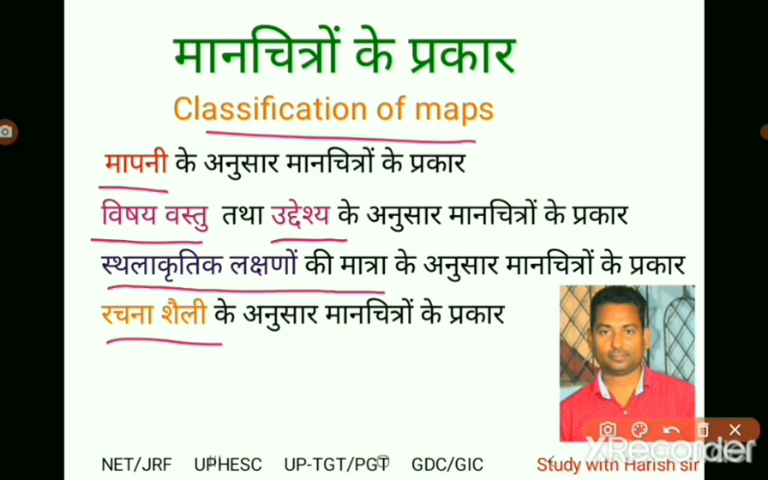 मानचित्रों के प्रकार
Classification of maps
मापनी के अनुसार मानचित्रों के प्रकार
विषय वस्तु तथा उद्देश्य के अनुसार मानचित्रों के प्रकार
स्थलाकृतिक लक्षणों की मात्रा के अनुसार मानचित्रों के प्रकार
रचना शैली के अनुसार मानचित्रों के प्रकार
NET/JRF UPHESC UP-TGT/PGT GDC/GIC Study with Harish sir
XRecorder